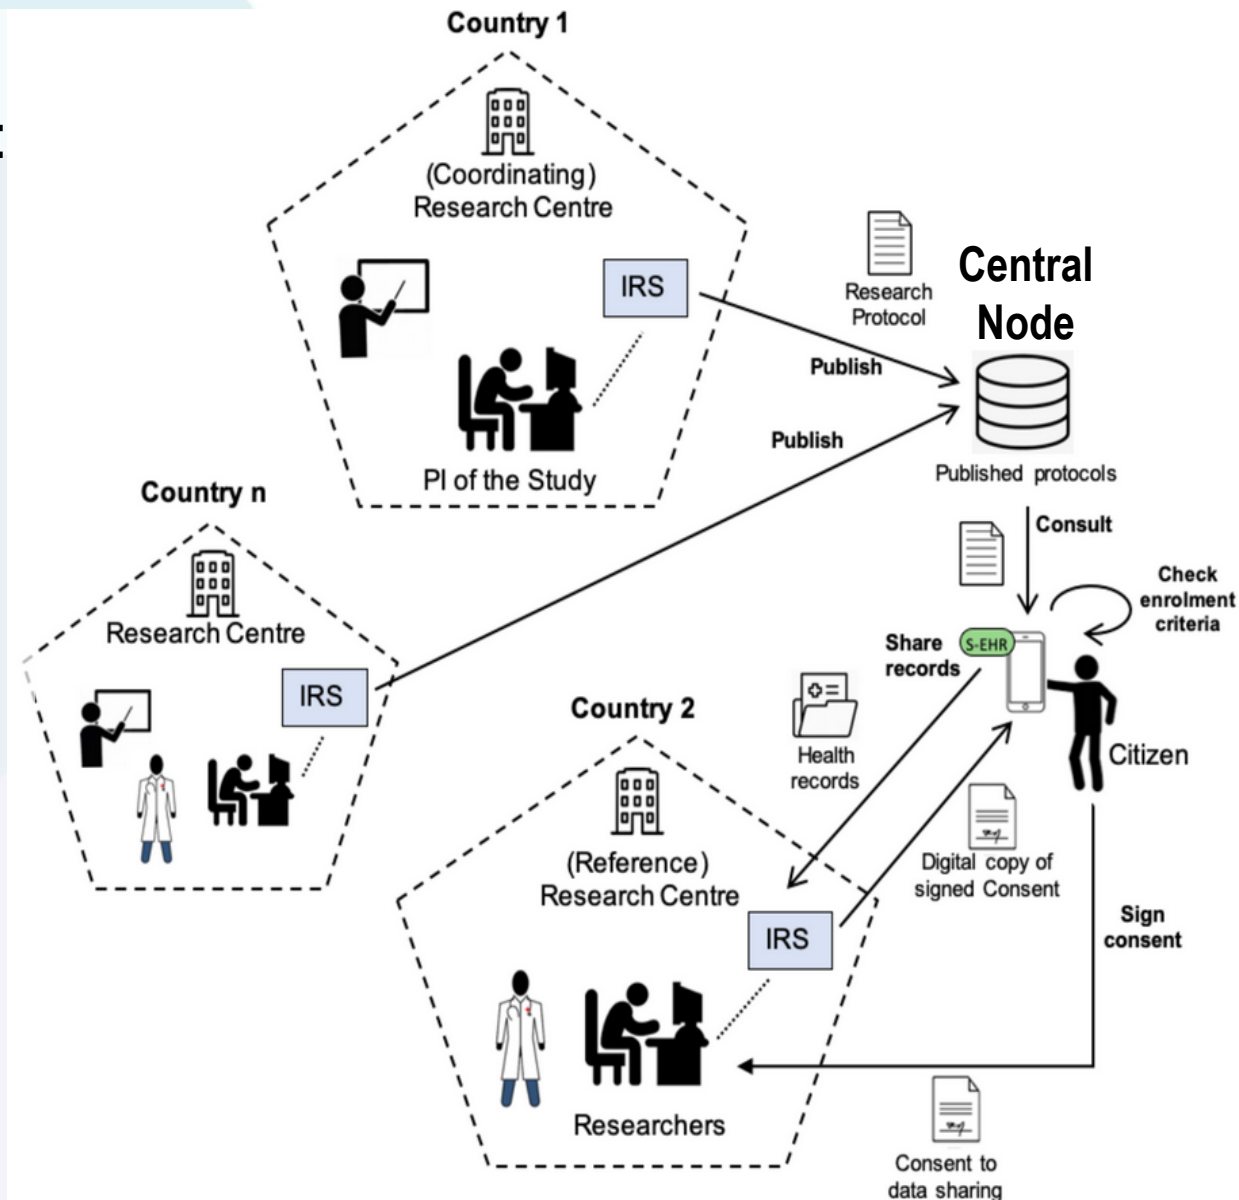 Country 1
(Coordinating)
Research Centre
IRS
PI of the Study
Research
Protocol
Publish
Central
Node
Published protocols
Publish
Country n
Research Centre
IRS
Consult
Check
enrolment
criteria
S-EHR
Share
records
Citizen
Health
records
Country 2
(Reference)
Research Centre
IRS
Researchers
Digital copy of
signed Consent
Sign
consent
Consent to
data sharing